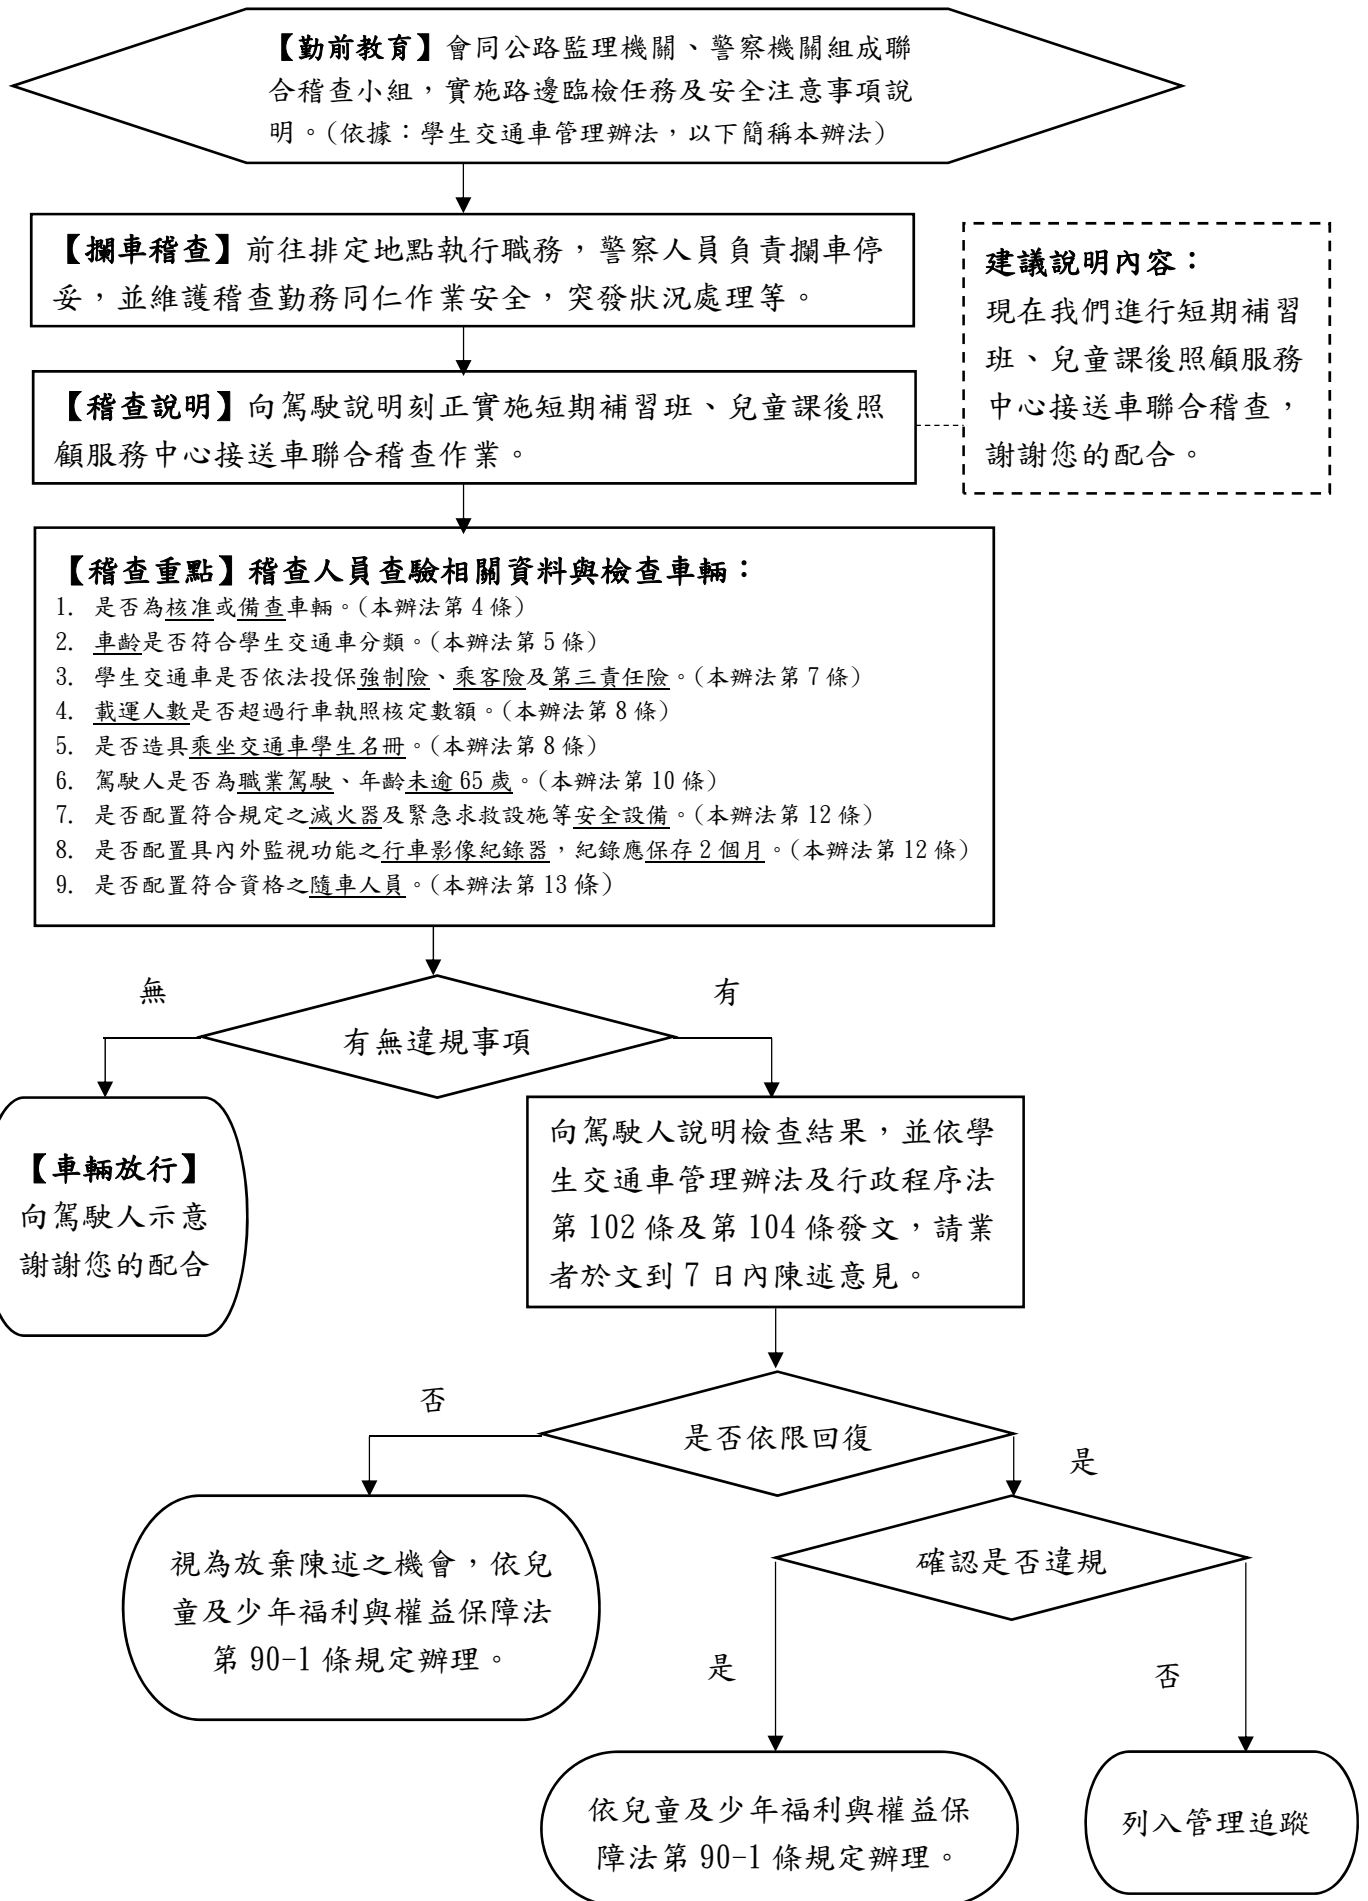 【勤前教育】會同公路監理機關、警察機關組成聯
合稽查小組，實施路邊臨檢任務及安全注意事項說
明。(依據：學生交通車管理辦法，以下簡稱本辦法)
【攔車稽查】前往排定地點執行職務，警察人員負責攔車停
妥，並維護稽查勤務同仁作業安全，突發狀況處理等。
建議說明內容：
現在我們進行短期補習
班、兒童課後照顧服務
中心接送車聯合稽查，
謝謝您的配合。
【稽查說明】向駕駛說明刻正實施短期補習班、兒童課後照
顧服務中心接送車聯合稽查作業。
【稽查重點】稽查人員查驗相關資料與檢查車輛：
1. 是否為核准或備查車輛。(本辦法第 4 條)
2. 車齡是否符合學生交通車分類。(本辦法第 5 條)
3. 學生交通車是否依法投保強制險、乘客險及第三責任險。(本辦法第 7 條)
4. 載運人數是否超過行車執照核定數額。(本辦法第 8 條)
5. 是否造具乘坐交通車學生名冊。(本辦法第 8 條)
6. 駕駛人是否為職業駕駛、年齡未逾 65 歲。(本辦法第 10 條)
7. 是否配置符合規定之滅火器及緊急求救設施等安全設備。(本辦法第 12 條)
8. 是否配置具內外監視功能之行車影像紀錄器，紀錄應保存 2 個月。(本辦法第 12 條)
9. 是否配置符合資格之隨車人員。(本辦法第 13 條)
無
有
有無違規事項
【車輛放行】
向駕駛人示意
謝謝您的配合
向駕駛人說明檢查結果，並依學
生交通車管理辦法及行政程序法
第 102 條及第 104 條發文，請業
者於文到 7 日內陳述意見。
否
是否依限回復
是
視為放棄陳述之機會，依兒
童及少年福利與權益保障法
第 90-1 條規定辦理。
確認是否違規
是
否
依兒童及少年福利與權益保
障法第 90-1 條規定辦理。
列入管理追蹤